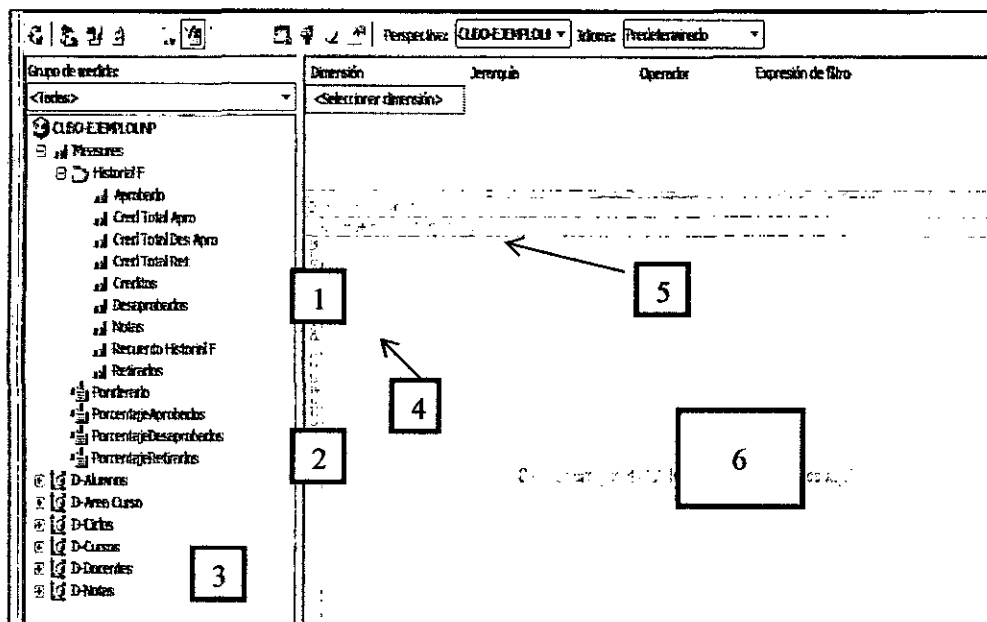 Perspectiva: CUBO-EJEMPLOUI Idioma: Predeterminado
Grupo de medida:
<Todas>
Dimensión Jerarquía Operador Expresión de filtro
<Seleccionar dimensión>
CUBO-EJEMPLOUNP
Measures
Historial F
Aprobado
Cred Total Apro
Cred Total Des Apro
Cred Total Ret
Creditos
Desaprobados
Notas
Recuento Historial F
Retirados
Ponderado
PorcentajeAprobados
PorcentajeDesaprobados
PorcentajeRetirados
D-Alumnos
D-Area Curso
D-Ciclos
D-Cursos
D-Docentes
D-Notas
1
2
3
4
5
6